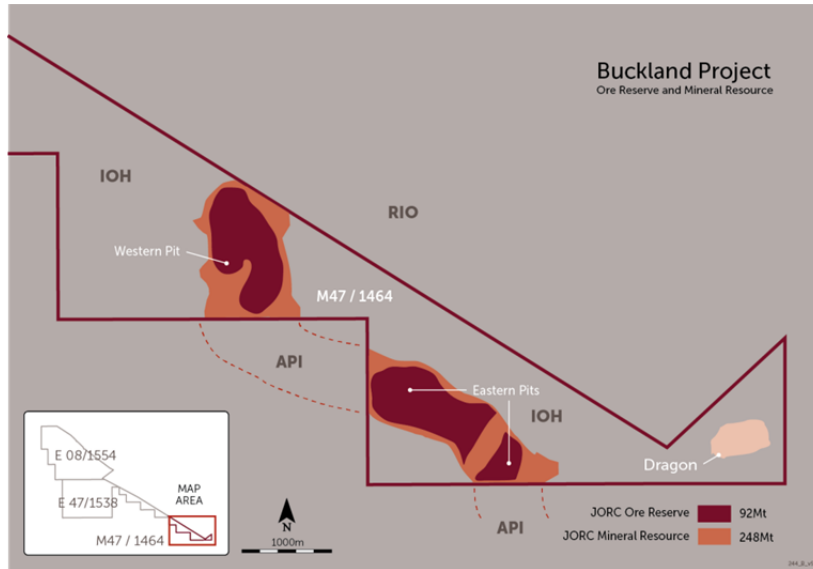 Buckland Project
Ore Reserve and Mineral Resource
IOH
RIO
Western Pit
M47 / 1464
API
Eastern Pits
IOH
Dragon
E 08/1554
E 47/1538
MAP
AREA
M47 / 1464
N
1000m
API
JORC Ore Reserve 92Mt
JORC Mineral Resource 248Mt